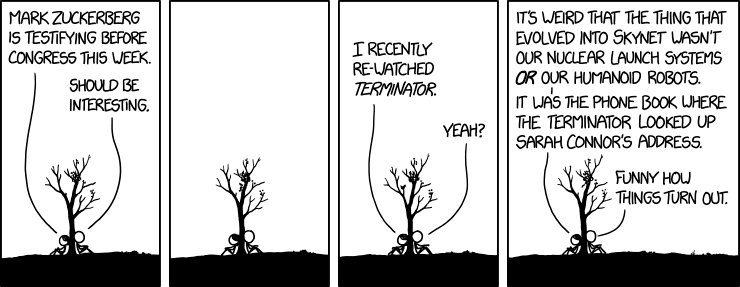 MARK ZUCKERBERG
IS TESTIFYING BEFORE
CONGRESS THIS WEEK.
SHOULD BE
INTERESTING.
I RECENTLY
RE-WATCHED
TERMINATOR.
YEAH?
IT'S WEIRD THAT THE THING THAT
EVOLVED INTO SKYNET WASN'T
OUR NUCLEAR LAUNCH SYSTEMS
OR OUR HUMANOID ROBOTS.
IT WAS THE PHONE BOOK WHERE
THE TERMINATOR LOOKED UP
SARAH CONNOR'S ADDRESS.
FUNNY HOW
THINGS TURN OUT.